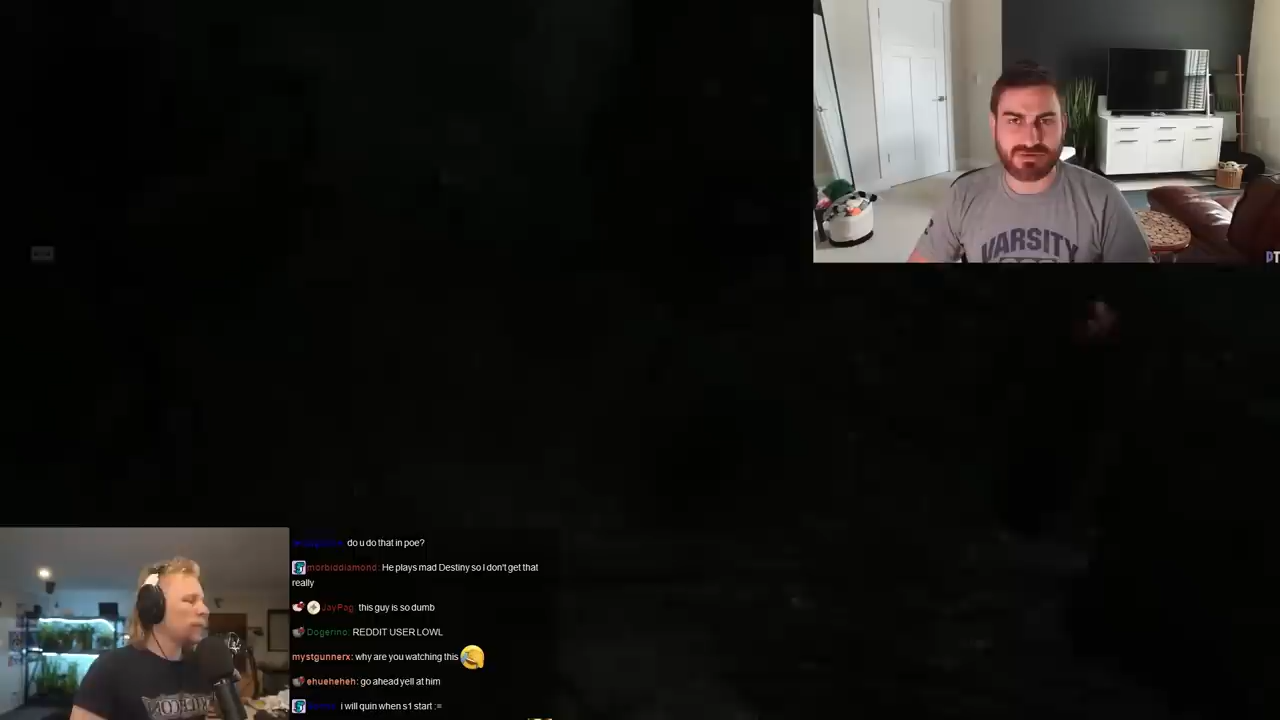 VARSITY
PT
do u do that in poe?
morbiddiamond: He plays mad Destiny so I don't get that
really
JayPag: this guy is so dumb
Dogerino: REDDIT USER LOWL
mystgunnerx: why are you watching this
ehueheheh: go ahead yell at him
i will quin when s1 start :=